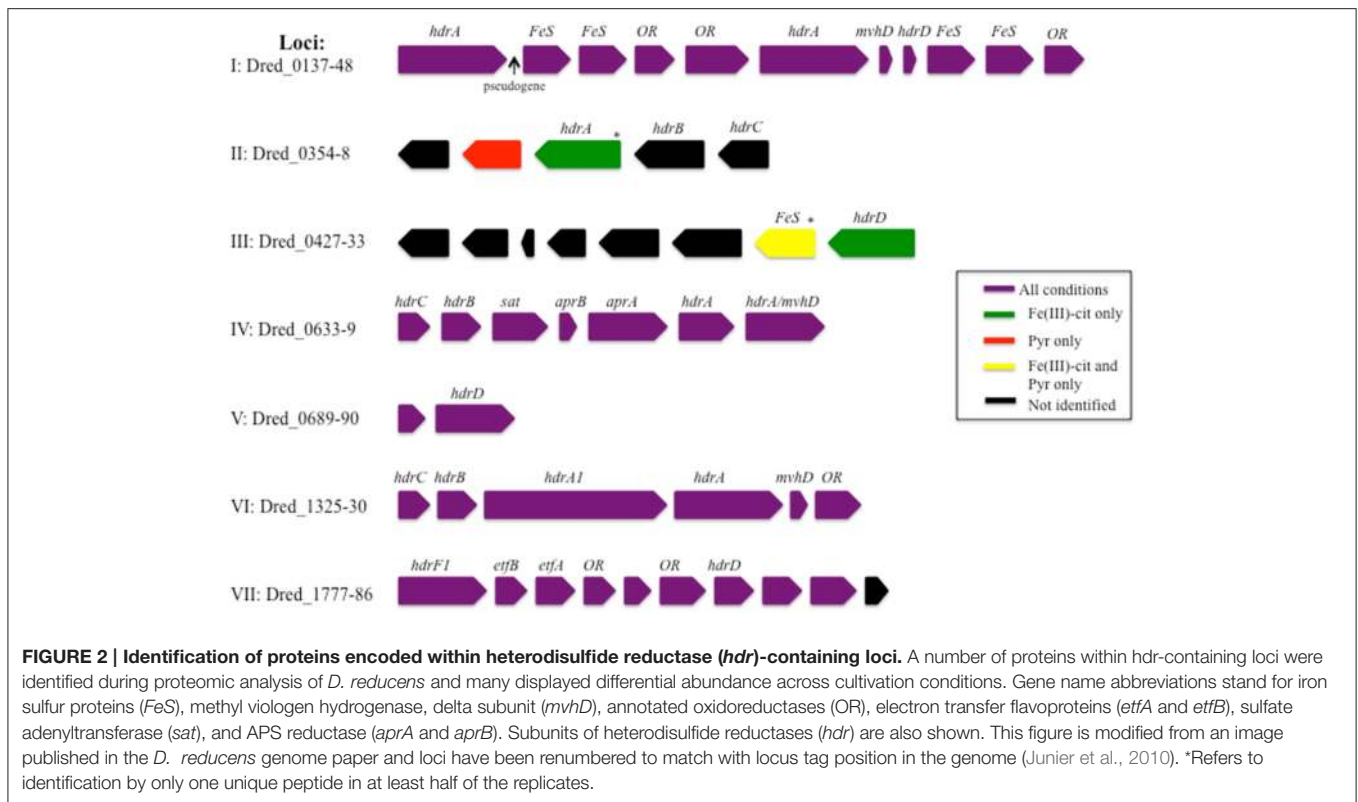 Loci:
hdrA FeS FeS OR OR hdrA mvhD hdrD FeS FeS OR
I: Dred_0137-48
pseudogene
hdrA * hdrB hdrC
II: Dred_0354-8
FeS * hdrD
III: Dred_0427-33
hdrC hdrB sat aprB aprA hdrA hdrA/mvhD
IV: Dred_0633-9
hdrD
V: Dred_0689-90
hdrC hdrB hdrA1 hdrA mvhD OR
VI: Dred_1325-30
hdrF1 etfB etfA OR OR hdrD
VII: Dred_1777-86
All conditions
Fe(III)-cit only
Pyr only
Fe(III)-cit and
Pyr only
Not identified
FIGURE 2 | Identification of proteins encoded within heterodisulfide reductase (hdr)-containing loci. A number of proteins within hdr-containing loci were
identified during proteomic analysis of D. reducens and many displayed differential abundance across cultivation conditions. Gene name abbreviations stand for iron
sulfur proteins (FeS), methyl viologen hydrogenase, delta subunit (mvhD), annotated oxidoreductases (OR), electron transfer flavoproteins (etfA and etfB), sulfate
adenyltransferase (sat), and APS reductase (aprA and aprB). Subunits of heterodisulfide reductases (hdr) are also shown. This figure is modified from an image
published in the D. reducens genome paper and loci have been renumbered to match with locus tag position in the genome (Junier et al., 2010). *Refers to
identification by only one unique peptide in at least half of the replicates.